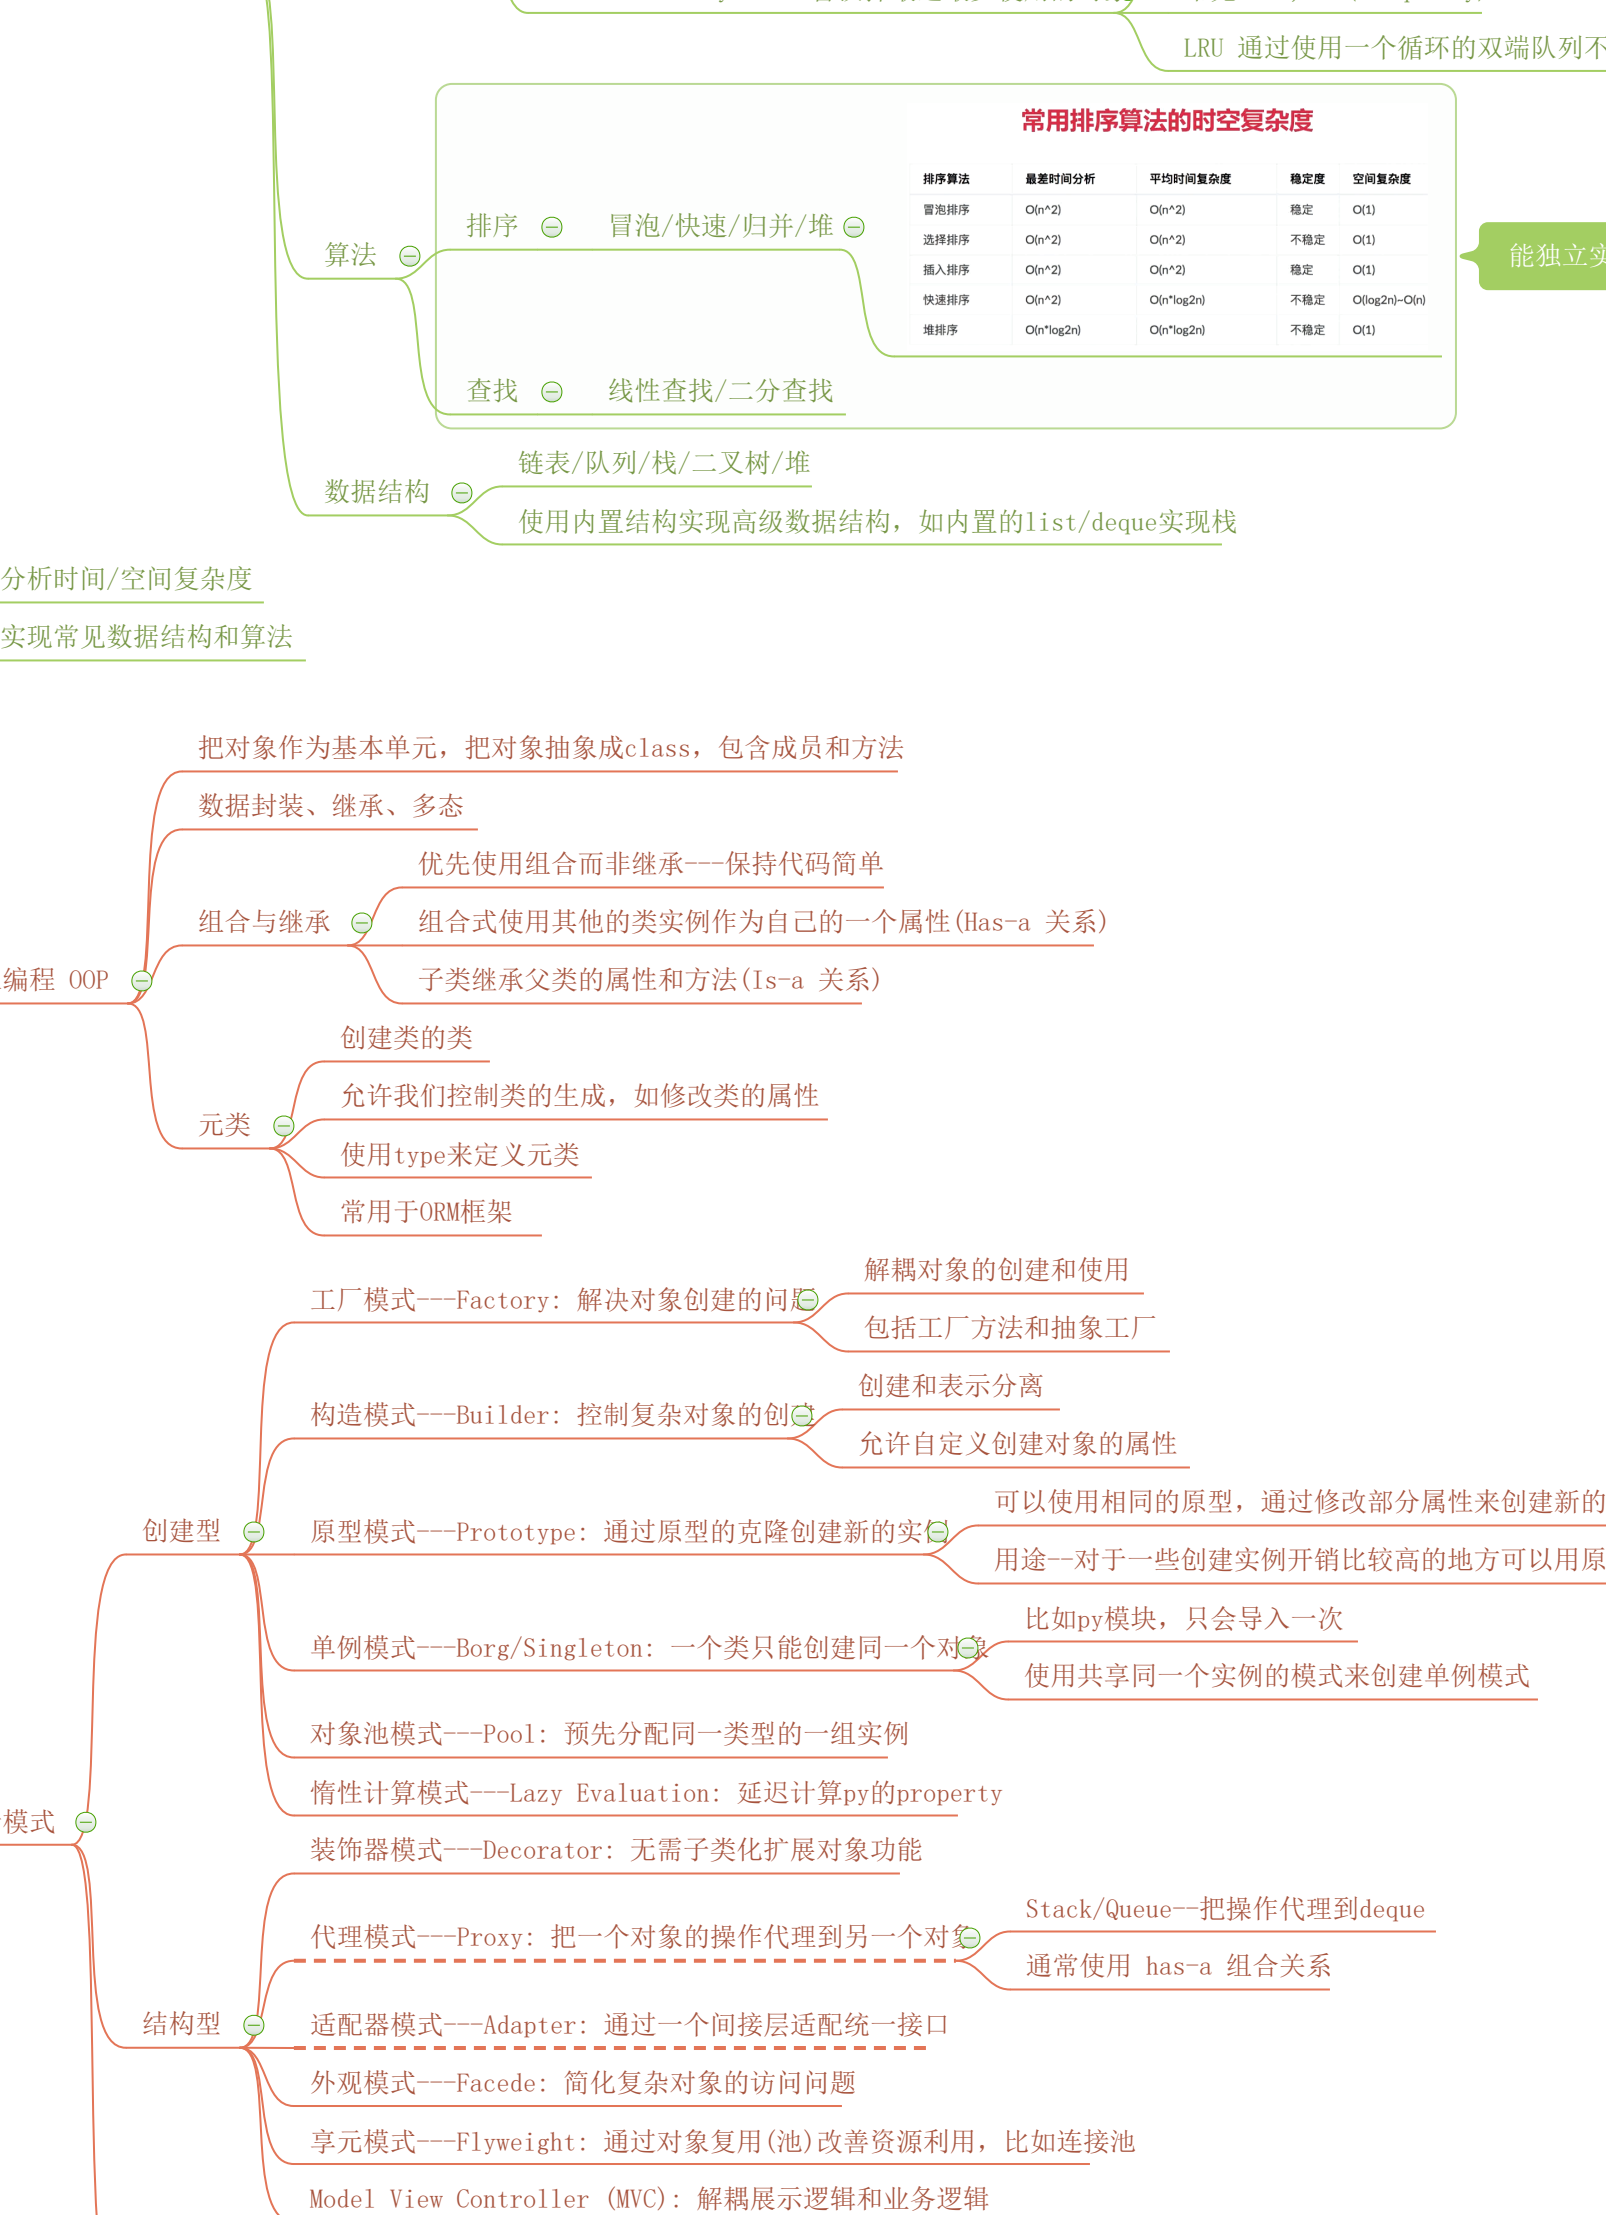 LRU 通过使用一个循环的双端队列不
常用排序算法的时空复杂度
排序算法 最差时间分析 平均时间复杂度 稳定度 空间复杂度
冒泡排序 O(n^2) O(n^2) 稳定 O(1)
选择排序 O(n^2) O(n^2) 不稳定 O(1)
插入排序 O(n^2) O(n^2) 稳定 O(1)
快速排序 O(n^2) O(n*log2n) 不稳定 O(log2n)~O(n)
堆排序 O(n*log2n) O(n*log2n) 不稳定 O(1)
排序
冒泡/快速/归并/堆
算法
能独立实
查找
线性查找/二分查找
链表/队列/栈/二叉树/堆
数据结构
使用内置结构实现高级数据结构，如内置的list/deque实现栈
分析时间/空间复杂度
实现常见数据结构和算法
把对象作为基本单元，把对象抽象成class，包含成员和方法
数据封装、继承、多态
优先使用组合而非继承---保持代码简单
组合与继承
组合式使用其他的类实例作为自己的一个属性(Has-a 关系)
子类继承父类的属性和方法(Is-a 关系)
编程 OOP
创建类的类
允许我们控制类的生成，如修改类的属性
元类
使用type来定义元类
常用于ORM框架
解耦对象的创建和使用
工厂模式---Factory: 解决对象创建的问题
包括工厂方法和抽象工厂
创建和表示分离
构造模式---Builder: 控制复杂对象的创建
允许自定义创建对象的属性
可以使用相同的原型，通过修改部分属性来创建新的
创建型
原型模式---Prototype: 通过原型的克隆创建新的实例
用途--对于一些创建实例开销比较高的地方可以用原
比如py模块，只会导入一次
单例模式---Borg/Singleton: 一个类只能创建同一个对象
使用共享同一个实例的模式来创建单例模式
对象池模式---Pool: 预先分配同一类型的一组实例
惰性计算模式---Lazy Evaluation: 延迟计算py的property
模式
装饰器模式---Decorator: 无需子类化扩展对象功能
Stack/Queue--把操作代理到deque
代理模式---Proxy: 把一个对象的操作代理到另一个对象
通常使用 has-a 组合关系
结构型
适配器模式---Adapter: 通过一个间接层适配统一接口
外观模式---Facede: 简化复杂对象的访问问题
享元模式---Flyweight: 通过对象复用(池)改善资源利用，比如连接池
Model View Controller (MVC): 解耦展示逻辑和业务逻辑